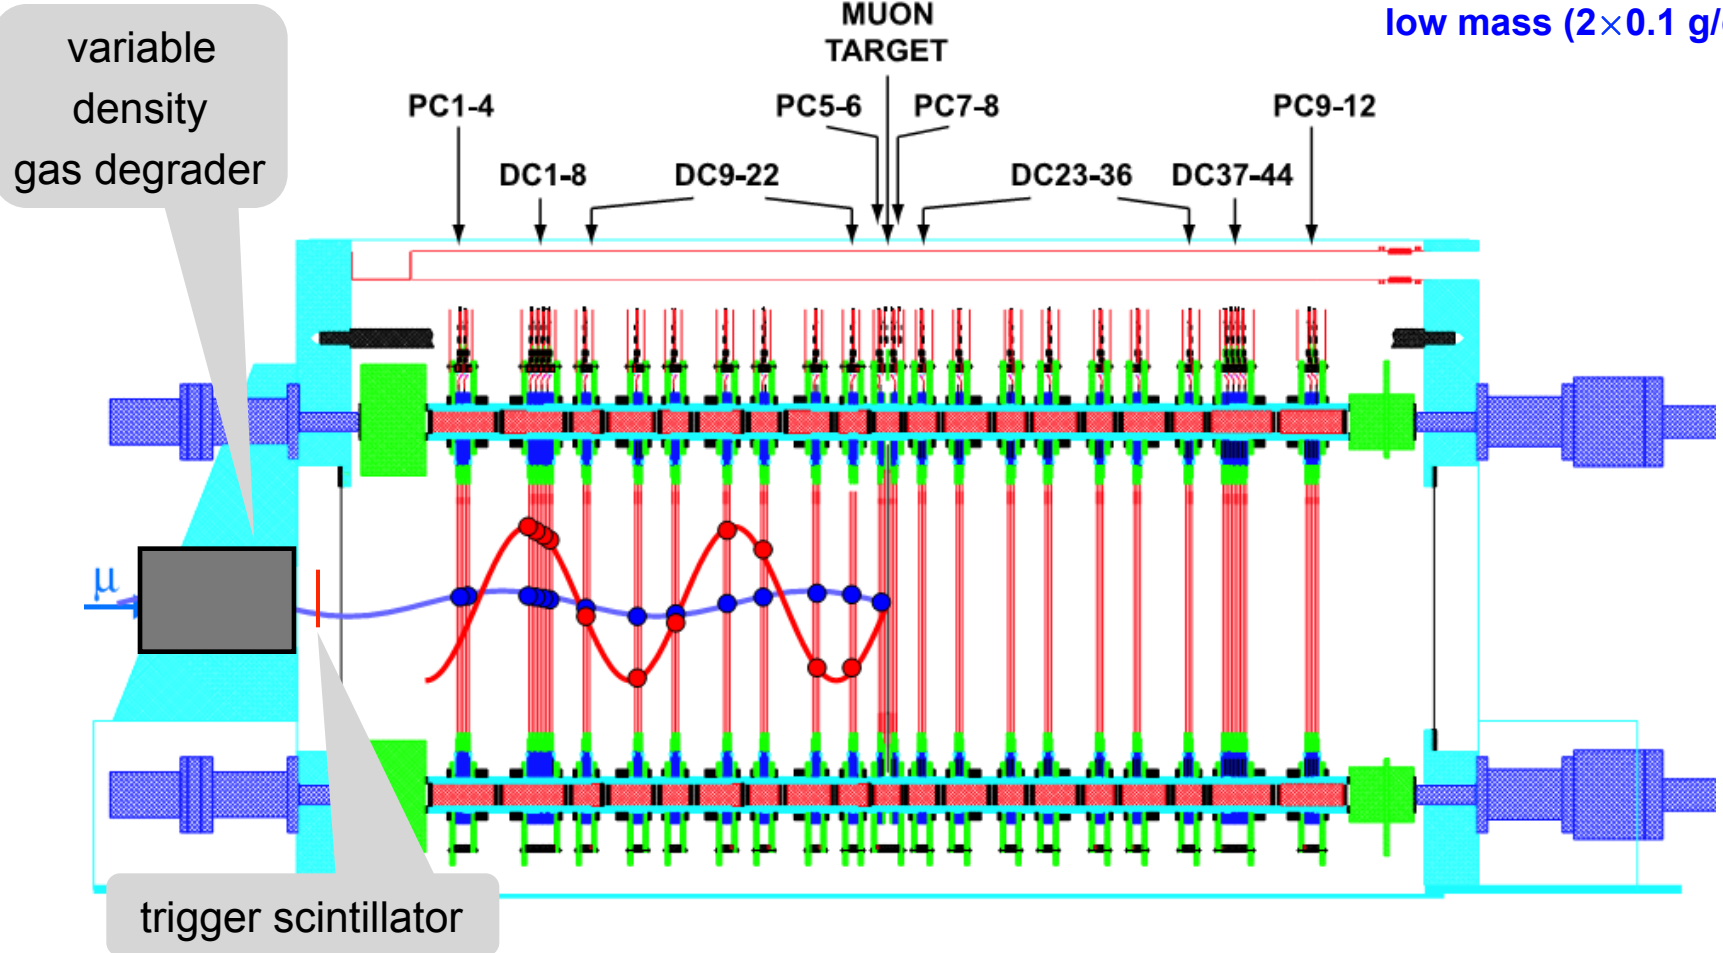 variable
density
gas degrader
MUON
TARGET
low mass (2×0.1 g/
PC1-4
PC5-6
PC7-8
PC9-12
DC1-8
DC9-22
DC23-36
DC37-44
μ
trigger scintillator